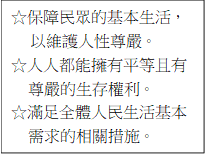 ☆保障民眾的基本生活，
以維護人性尊嚴。
☆人人都能擁有平等且有
尊嚴的生存權利。
☆滿足全體人民生活基本
需求的相關措施。